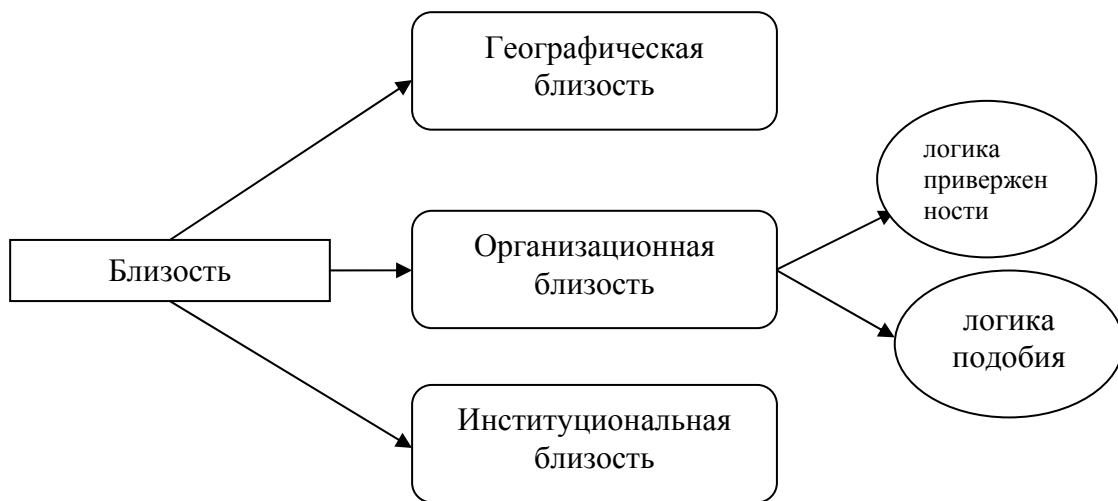 Географическая
близость
логика
привержен
ности
Близость
Организационная
близость
логика
подобия
Институциональная
близость